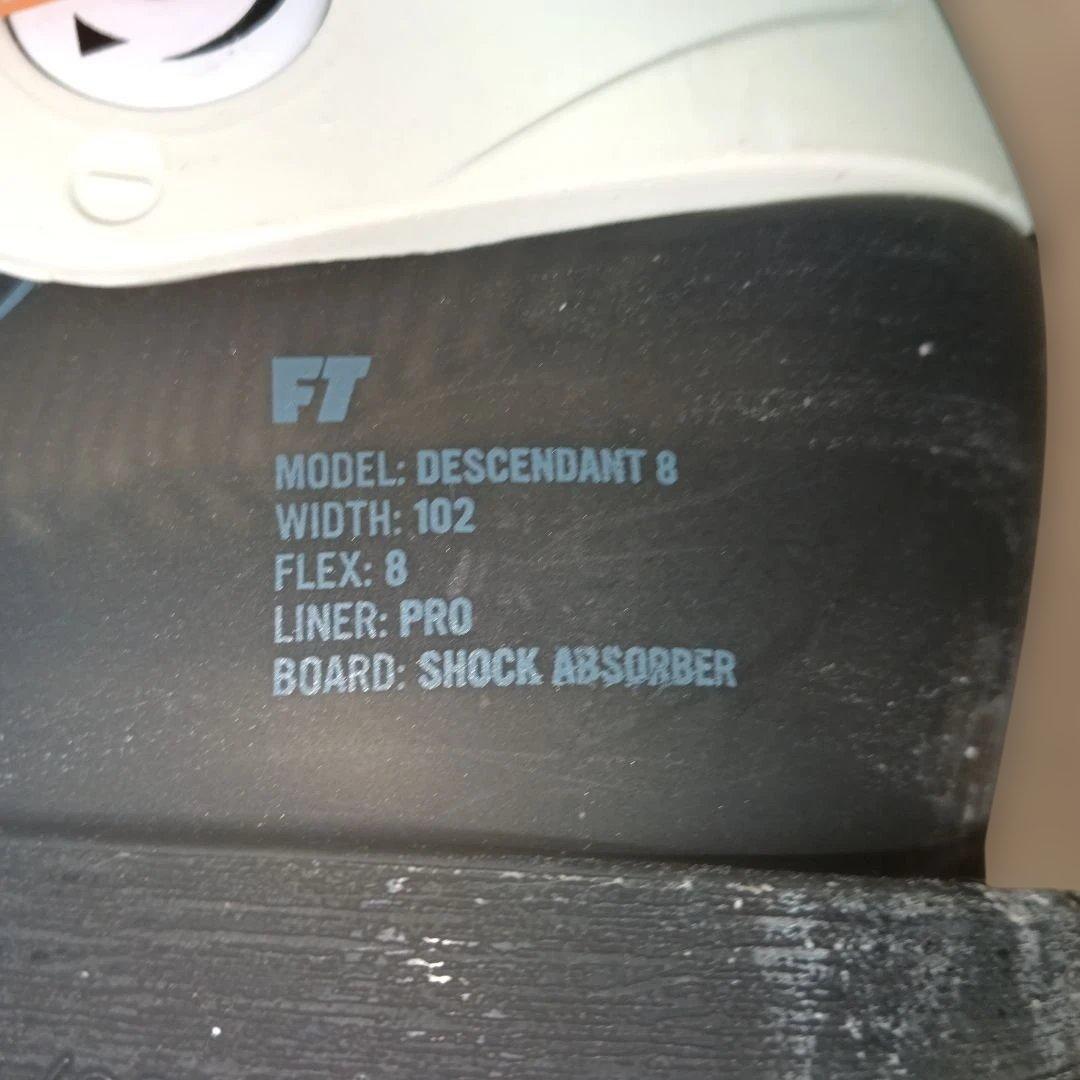 FT
MODEL: DESCENDANT 8
WIDTH: 102
FLEX: 8
LINER: PRO
BOARD: SHOCK ABSORBER